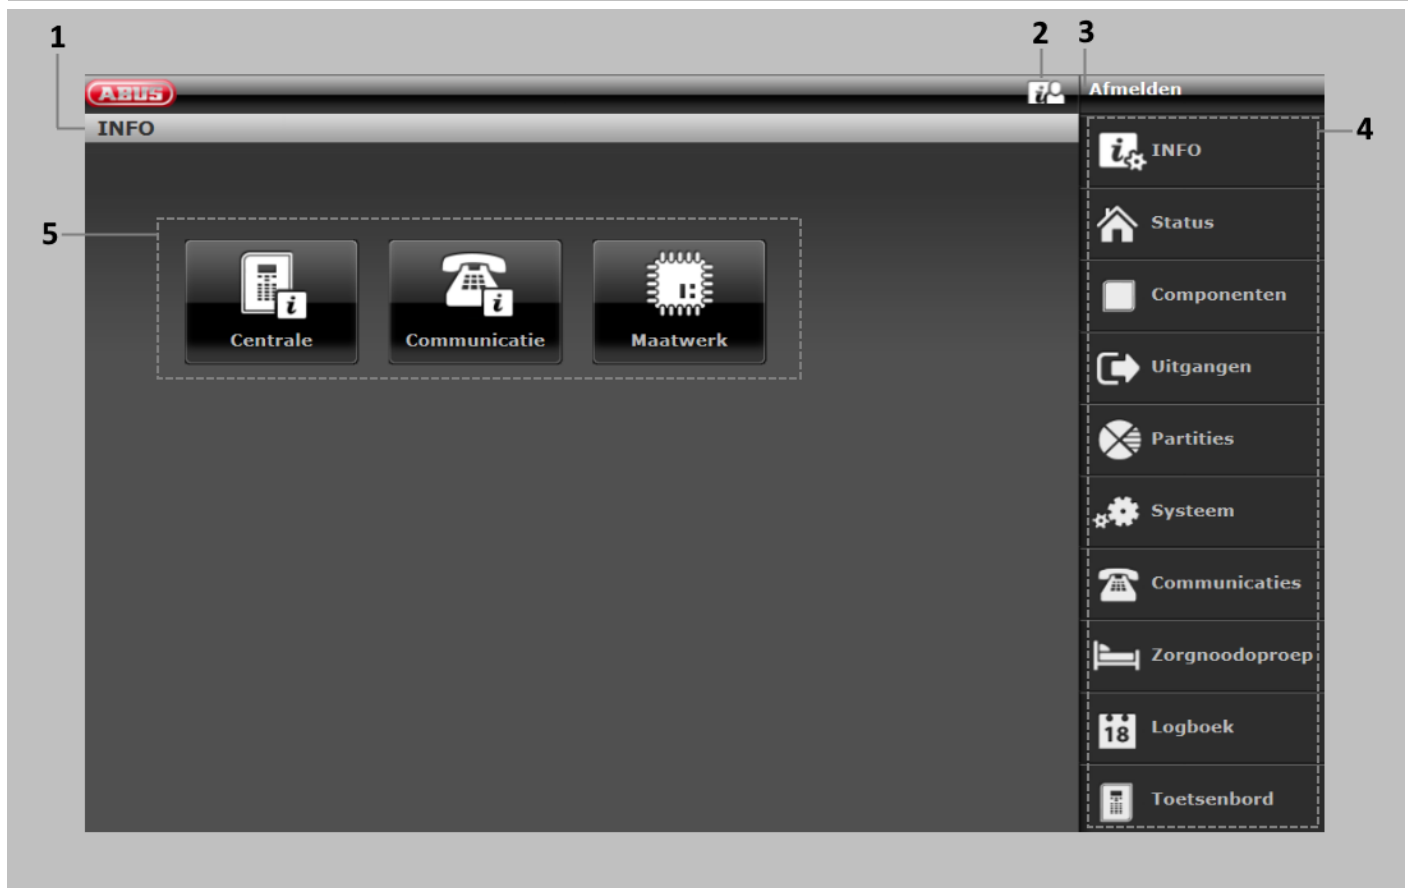 1
2
3
ABUS
Afmelden
INFO
4
INFO
Status
5
Centrale
Communicatie
Maatwerk
Componenten
Uitgangen
Partities
Systeem
Communicaties
Zorgnoodoproep
18
Logboek
Toetsenbord